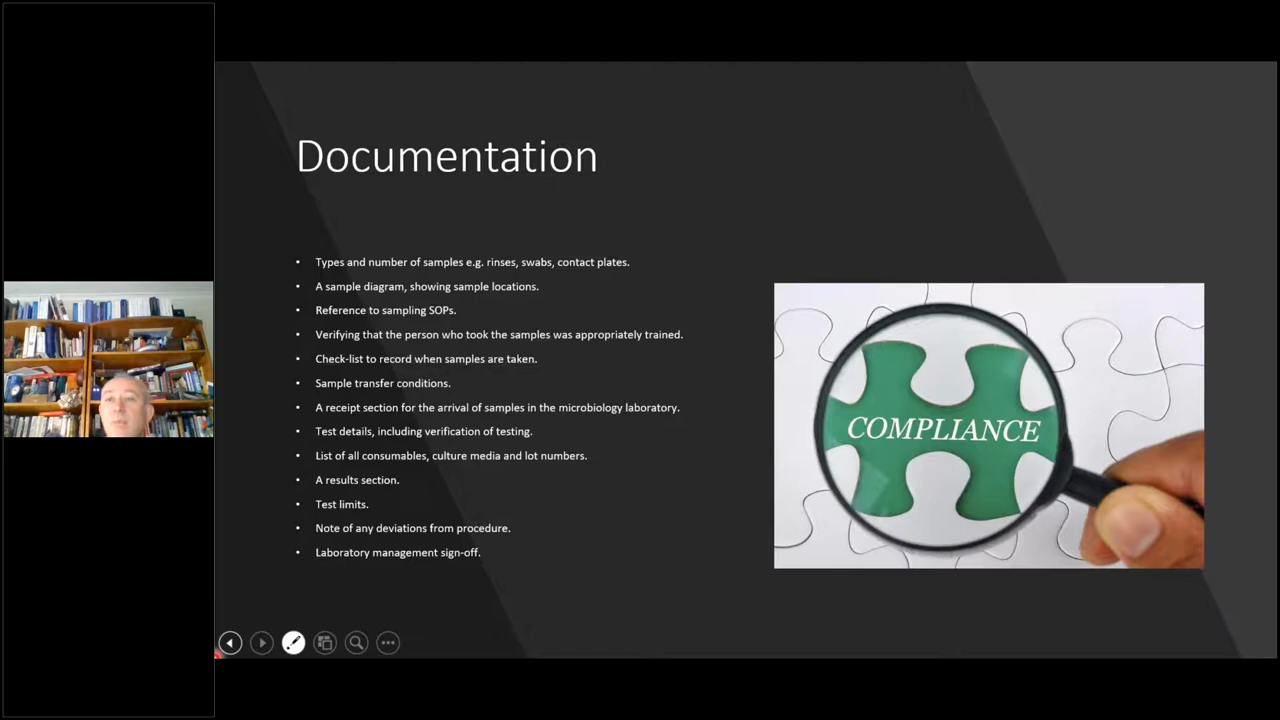 Documentation
• Types and number of samples e.g. rinses, swabs, contact plates.
• A sample diagram, showing sample locations.
• Reference to sampling SOPs.
• Verifying that the person who took the samples was appropriately trained.
• Check-list to record when samples are taken.
• Sample transfer conditions.
• A receipt section for the arrival of samples in the microbiology laboratory.
• Test details, including verification of testing.
• List of all consumables, culture media and lot numbers.
• A results section.
• Test limits.
• Note of any deviations from procedure.
• Laboratory management sign-off.
COMPLIANCE